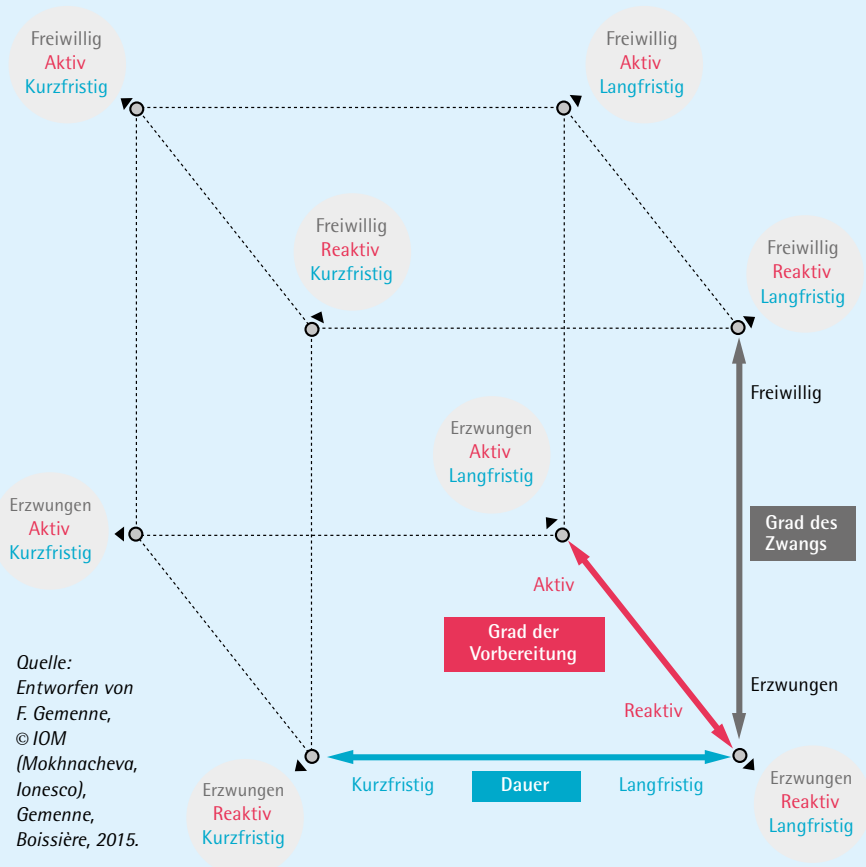 Freiwillig
Aktiv
Kurzfristig
Freiwillig
Aktiv
Langfristig
Freiwillig
Reaktiv
Kurzfristig
Freiwillig
Reaktiv
Langfristig
Freiwillig
Erzwungen
Aktiv
Langfristig
Erzwungen
Aktiv
Kurzfristig
Grad des
Zwangs
Aktiv
Grad der
Vorbereitung
Reaktiv
Erzwungen
Quelle:
Entworfen von
F. Gemenne,
© IOM
(Mokhnacheva,
Ionesco),
Gemenne,
Boissière, 2015.
Kurzfristig
Dauer
Langfristig
Erzwungen
Reaktiv
Kurzfristig
Erzwungen
Reaktiv
Langfristig